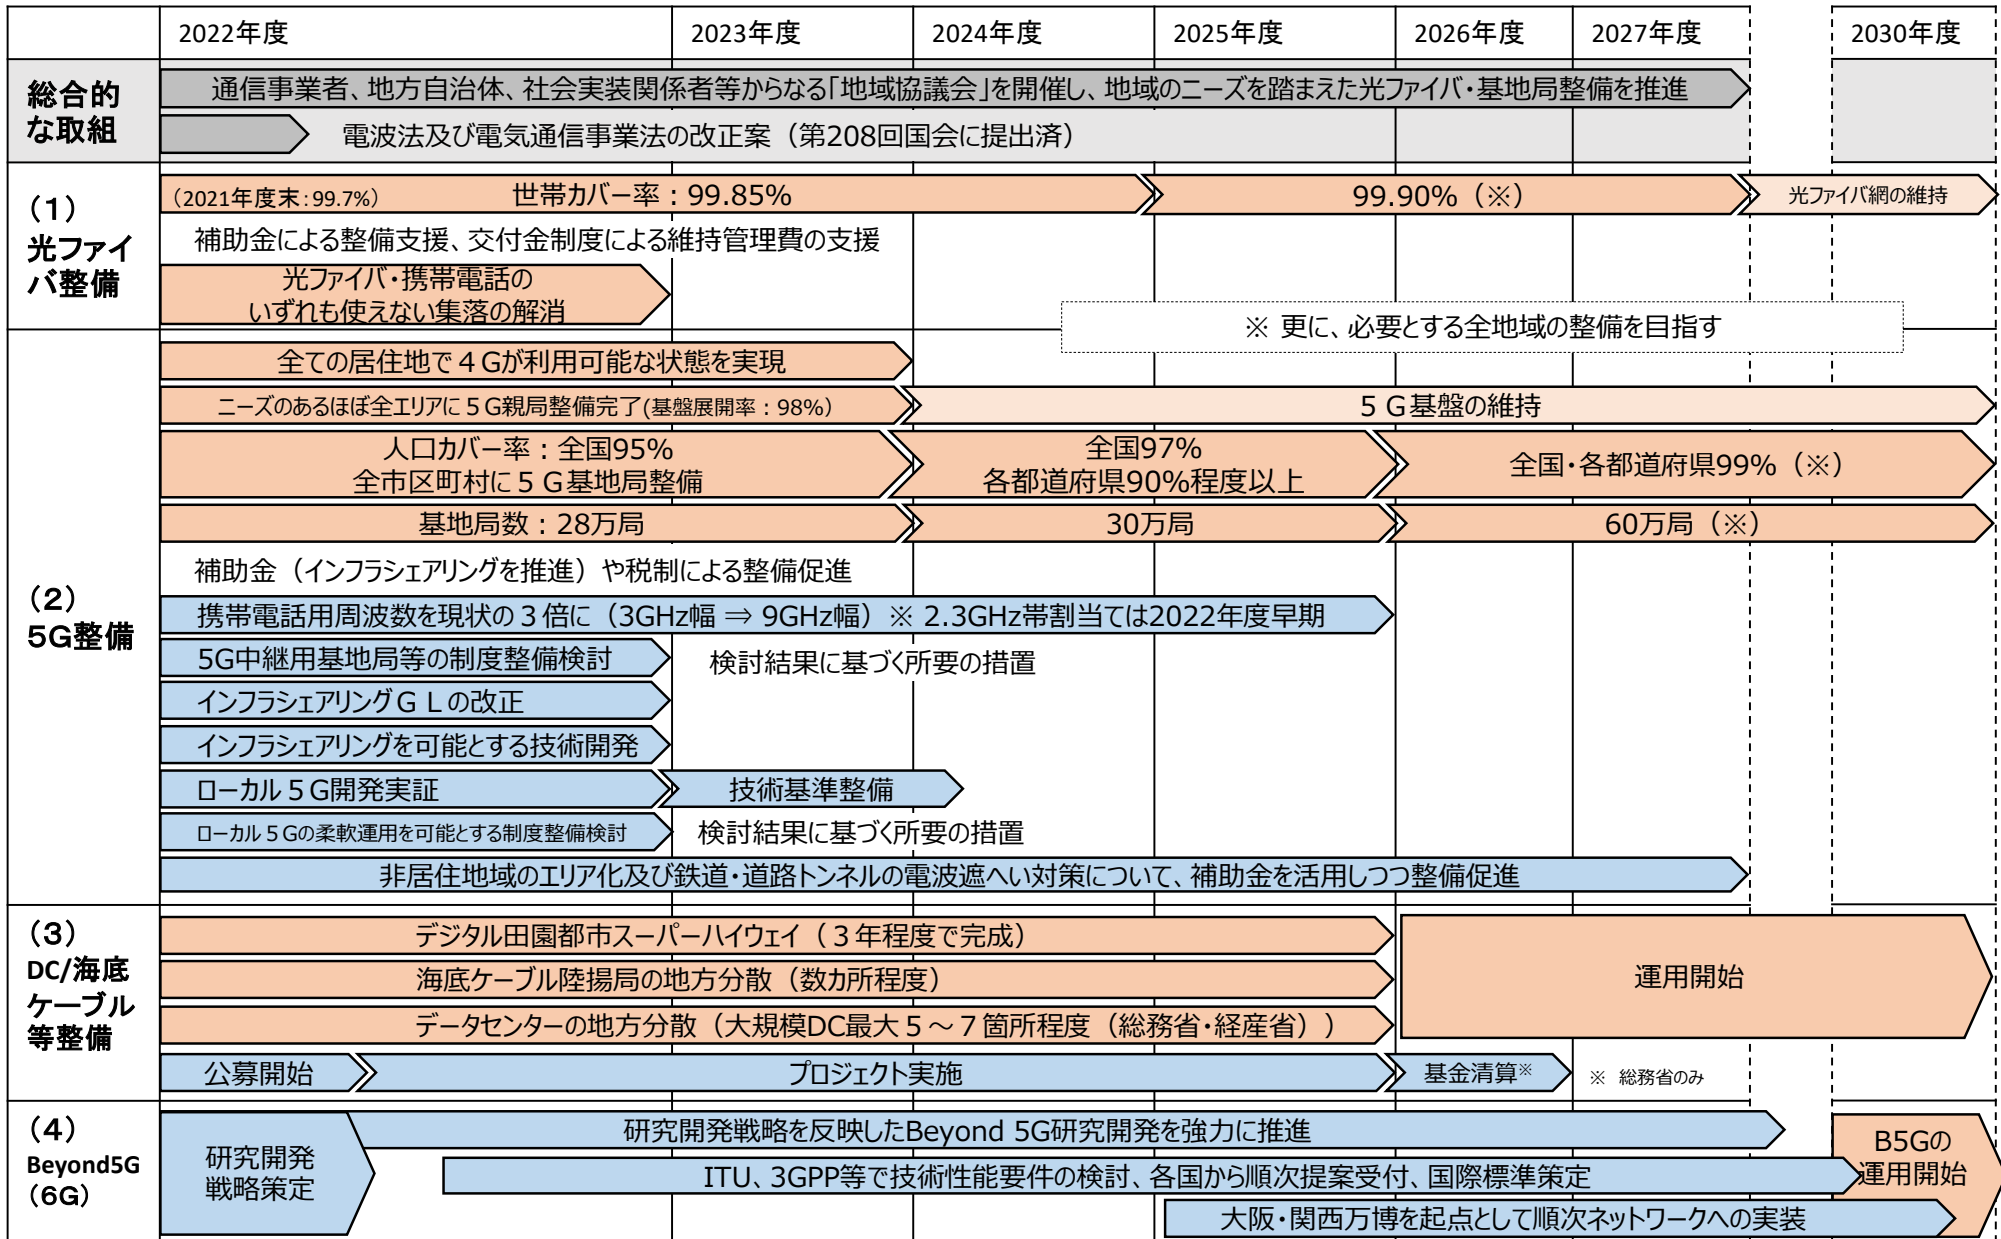 2022年度
2023年度
2024年度
2025年度
2026年度
2027年度
2030年度
総合的
な取組
通信事業者、地方自治体、社会実装関係者等からなる「地域協議会」を開催し、地域のニーズを踏まえた光ファイバ・基地局整備を推進
電波法及び電気通信事業法の改正案（第208回国会に提出済）
（1）
光ファイ
バ整備
（2021年度末：99.7%）
世帯カバー率：99.85%
99.90%（※）
光ファイバ網の維持
補助金による整備支援、交付金制度による維持管理費の支援
光ファイバ・携帯電話の
いずれも使えない集落の解消
※ 更に、必要とする全地域の整備を目指す
（2）
5G整備
全ての居住地で４Gが利用可能な状態を実現
ニーズのあるほぼ全エリアに５G親局整備完了(基盤展開率：98%)
５G基盤の維持
人口カバー率：全国95%
全市区町村に５G基地局整備
全国97%
各都道府県90%程度以上
全国・各都道府県99%（※）
基地局数：28万局
30万局
60万局（※）
補助金（インフラシェアリングを推進）や税制による整備促進
携帯電話用周波数を現状の３倍に（3GHz幅 ⇒ 9GHz幅）※ 2.3GHz帯割当ては2022年度早期
5G中継用基地局等の制度整備検討
検討結果に基づく所要の措置
インフラシェアリングＧＬの改正
インフラシェアリングを可能とする技術開発
ローカル５G開発実証
技術基準整備
ローカル５Gの柔軟運用を可能とする制度整備検討
検討結果に基づく所要の措置
非居住地域のエリア化及び鉄道・道路トンネルの電波遮へい対策について、補助金を活用しつつ整備促進
（3）
DC/海底
ケーブル
等整備
デジタル田園都市スーパーハイウェイ（３年程度で完成）
海底ケーブル陸揚局の地方分散（数カ所程度）
データセンターの地方分散（大規模DC最大５～７箇所程度（総務省・経産省））
運用開始
公募開始
プロジェクト実施
基金清算※
※ 総務省のみ
（4）
Beyond5G
（6G）
研究開発
戦略策定
研究開発戦略を反映したBeyond 5G研究開発を強力に推進
ITU、3GPP等で技術性能要件の検討、各国から順次提案受付、国際標準策定
大阪・関西万博を起点として順次ネットワークへの実装
B5Gの
運用開始